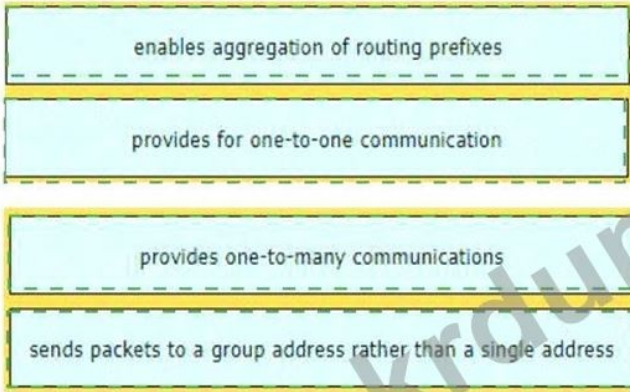 enables aggregation of routing prefixes
provides for one-to-one communication
provides one-to-many communications
sends packets to a group address rather than a single address
krdum